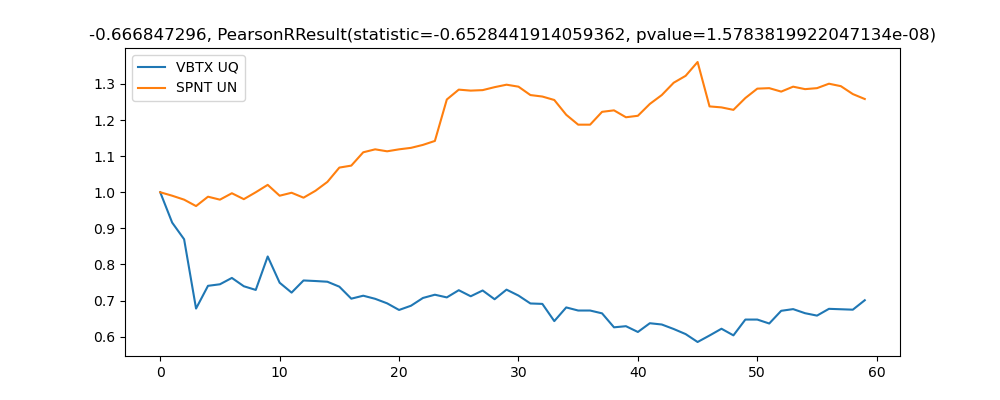 -0.666847296, PearsonRResult(statistic=-0.6528441914059362, pvalue=1.5783819922047134e-08)
VBTX UQ
SPNT UN
1.3
1.2
1.1
1.0
0.9
0.8
0.7
0.6
0 10 20 30 40 50 60